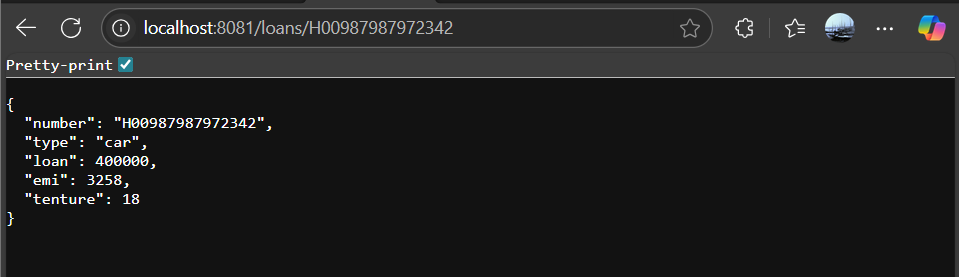 localhost:8081/loans/H00987987972342
Pretty-print
{
"number": "H00987987972342",
"type": "car",
"loan": 400000,
"emi": 3258,
"tenture": 18
}